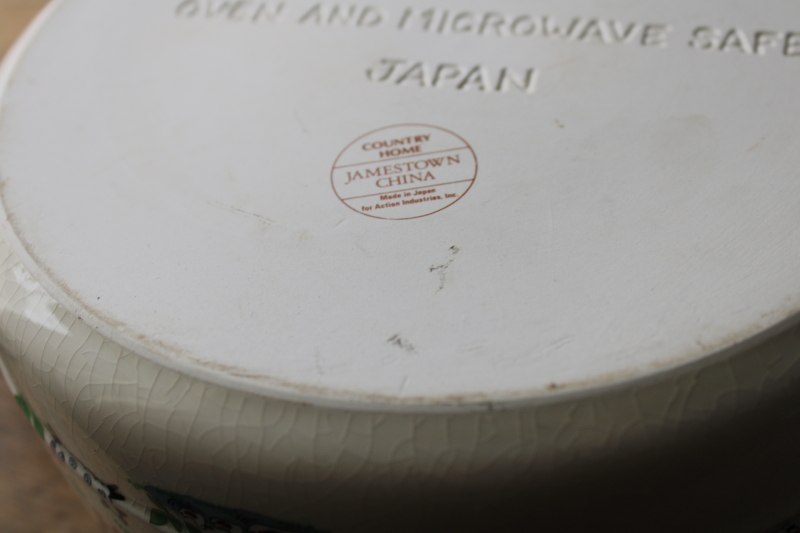 OVEN AND MICROWAVE SAFE
JAPAN
COUNTRY
HOME
JAMESTOWN
CHINA
Made in Japan
for Action Industries, Inc.